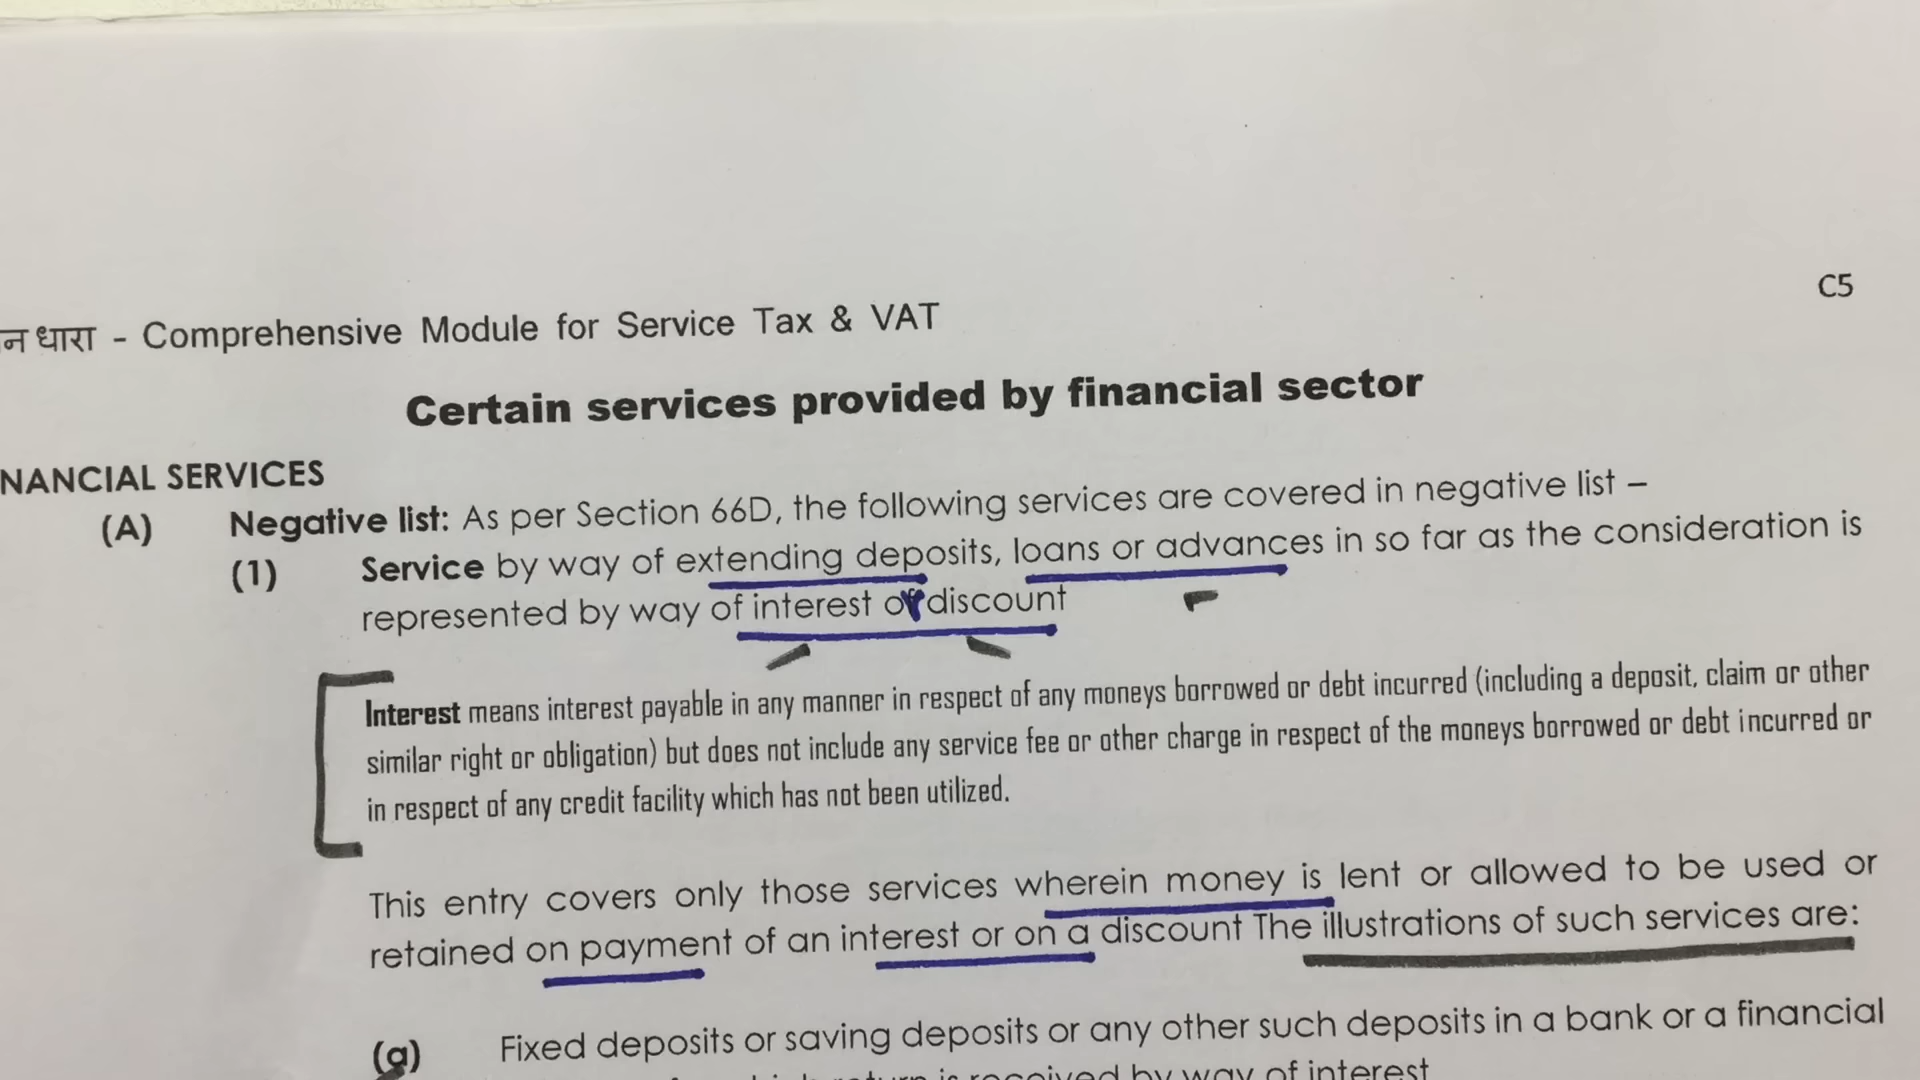 C5
न धारा - Comprehensive Module for Service Tax & VAT
Certain services provided by financial sector
NANCIAL SERVICES
(A) Negative list: As per Section 66D, the following services are covered in negative list –
(1) Service by way of extending deposits, loans or advances in so far as the consideration is
represented by way of interest or discount
Interest means interest payable in any manner in respect of any moneys borrowed or debt incurred (including a deposit, claim or other
similar right or obligation) but does not include any service fee or other charge in respect of the moneys borrowed or debt incurred or
in respect of any credit facility which has not been utilized.
This entry covers only those services wherein money is lent or allowed to be used or
retained on payment of an interest or on a discount The illustrations of such services are:
(a) Fixed deposits or saving deposits or any other such deposits in a bank or a financial
return is received by way of interest